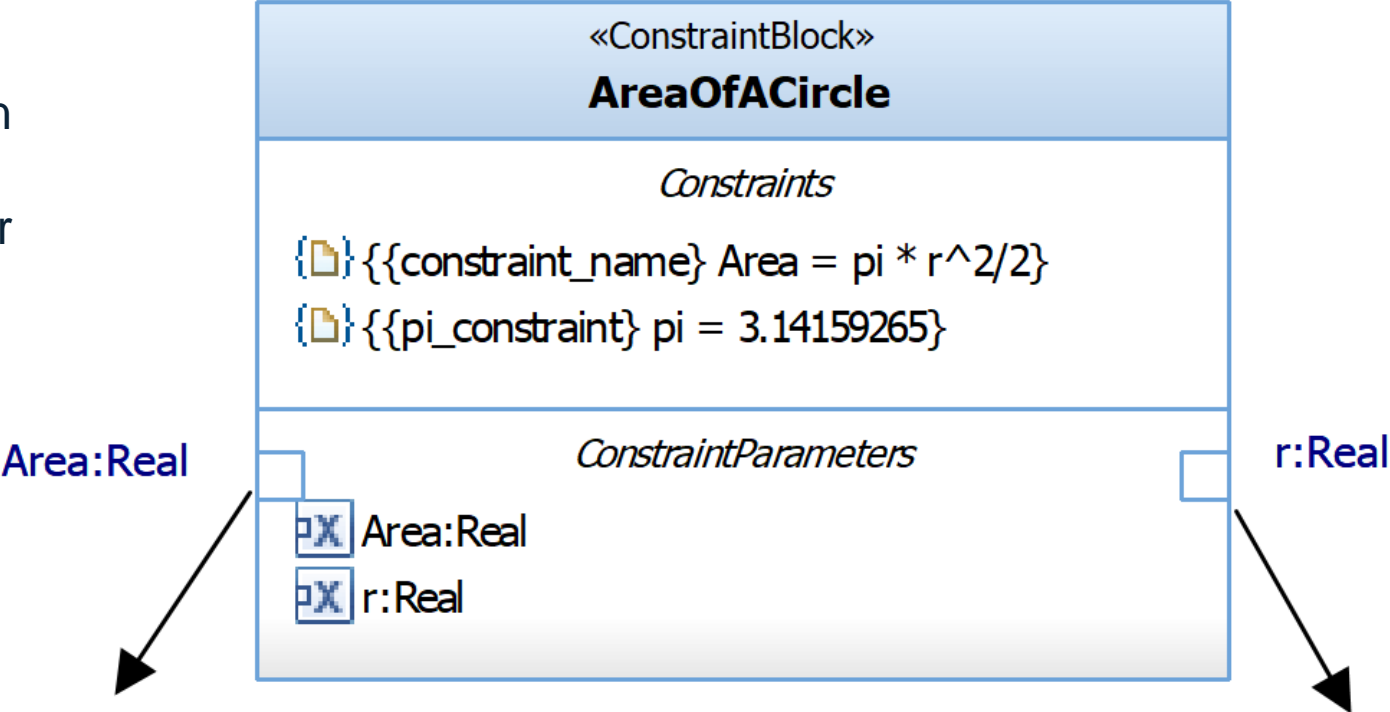 «ConstraintBlock»
AreaOfACircle
n
Constraints
r
{{constraint_name} Area = pi * r^2/2}
{{pi_constraint} pi = 3.14159265}
Area:Real
ConstraintParameters
r:Real
Area:Real
r:Real